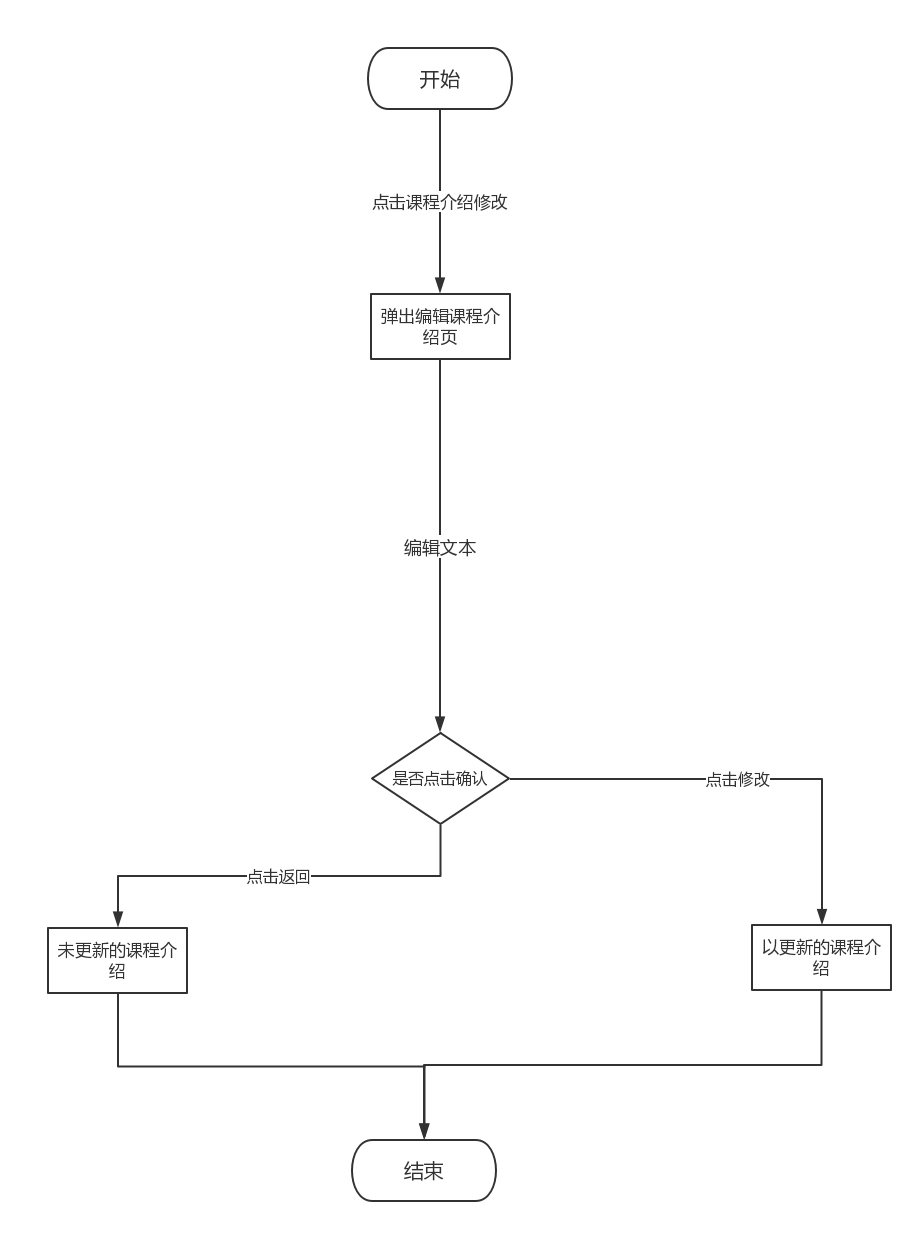 开始
点击课程介绍修改
弹出编辑课程介
绍页
编辑文本
是否点击确认
点击修改
点击返回
未更新的课程介
绍
以更新的课程介
绍
结束